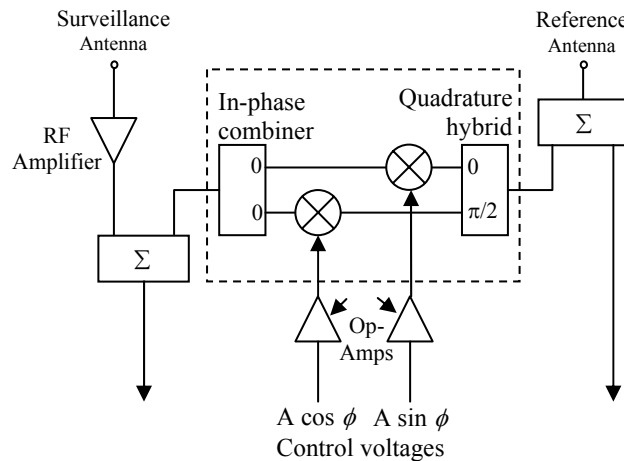 Surveillance
Antenna
Reference
Antenna
RF
Amplifier
In-phase
combiner
Quadrature
hybrid
0
0
0
π/2
Σ
Σ
Op-
Amps
A cos ϕ
A sin ϕ
Control voltages